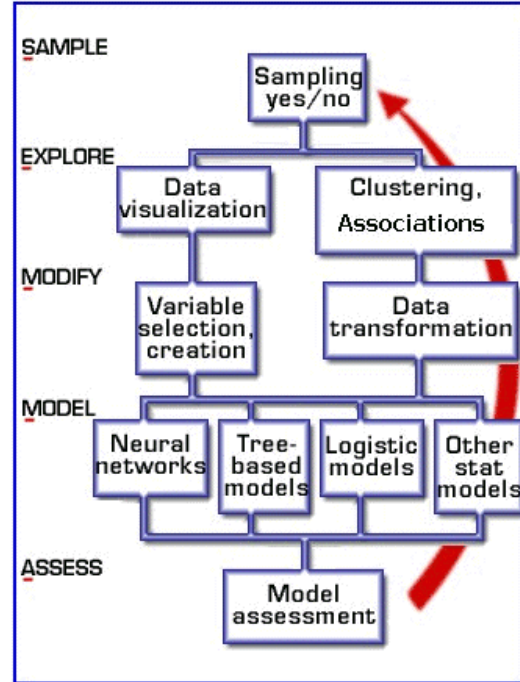 SAMPLE
Sampling
yes/no
EXPLORE
Data
visualization
Clustering,
Associations
MODIFY
Variable
selection,
creation
Data
transformation
MODEL
Neural
networks
Tree-
based
models
Logistic
models
Other
stat
models
ASSESS
Model
assessment